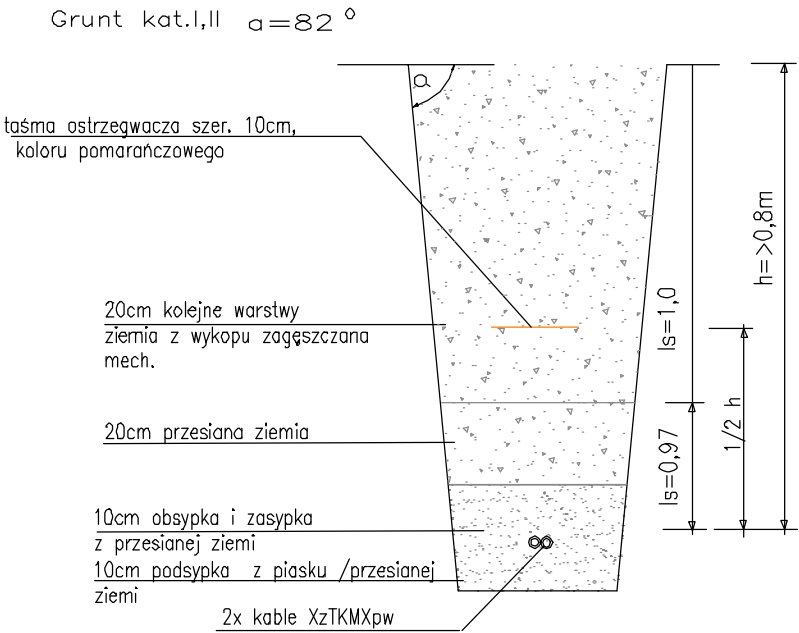 Grunt kat.I,II a=82°
a
taśma ostrzegwacza szer. 10cm,
koloru pomarańczowego
h=>0,8m
20cm kolejne warstwy
ziemia z wykopu zagęszczana
mech.
Is=1,0
1/2 h
20cm przesiana ziemia
Is=0,97
10cm obsypka i zasypka
z przesianej ziemi
10cm podsypka z piasku /przesianej
ziemi
2x kable XzTKMXpw